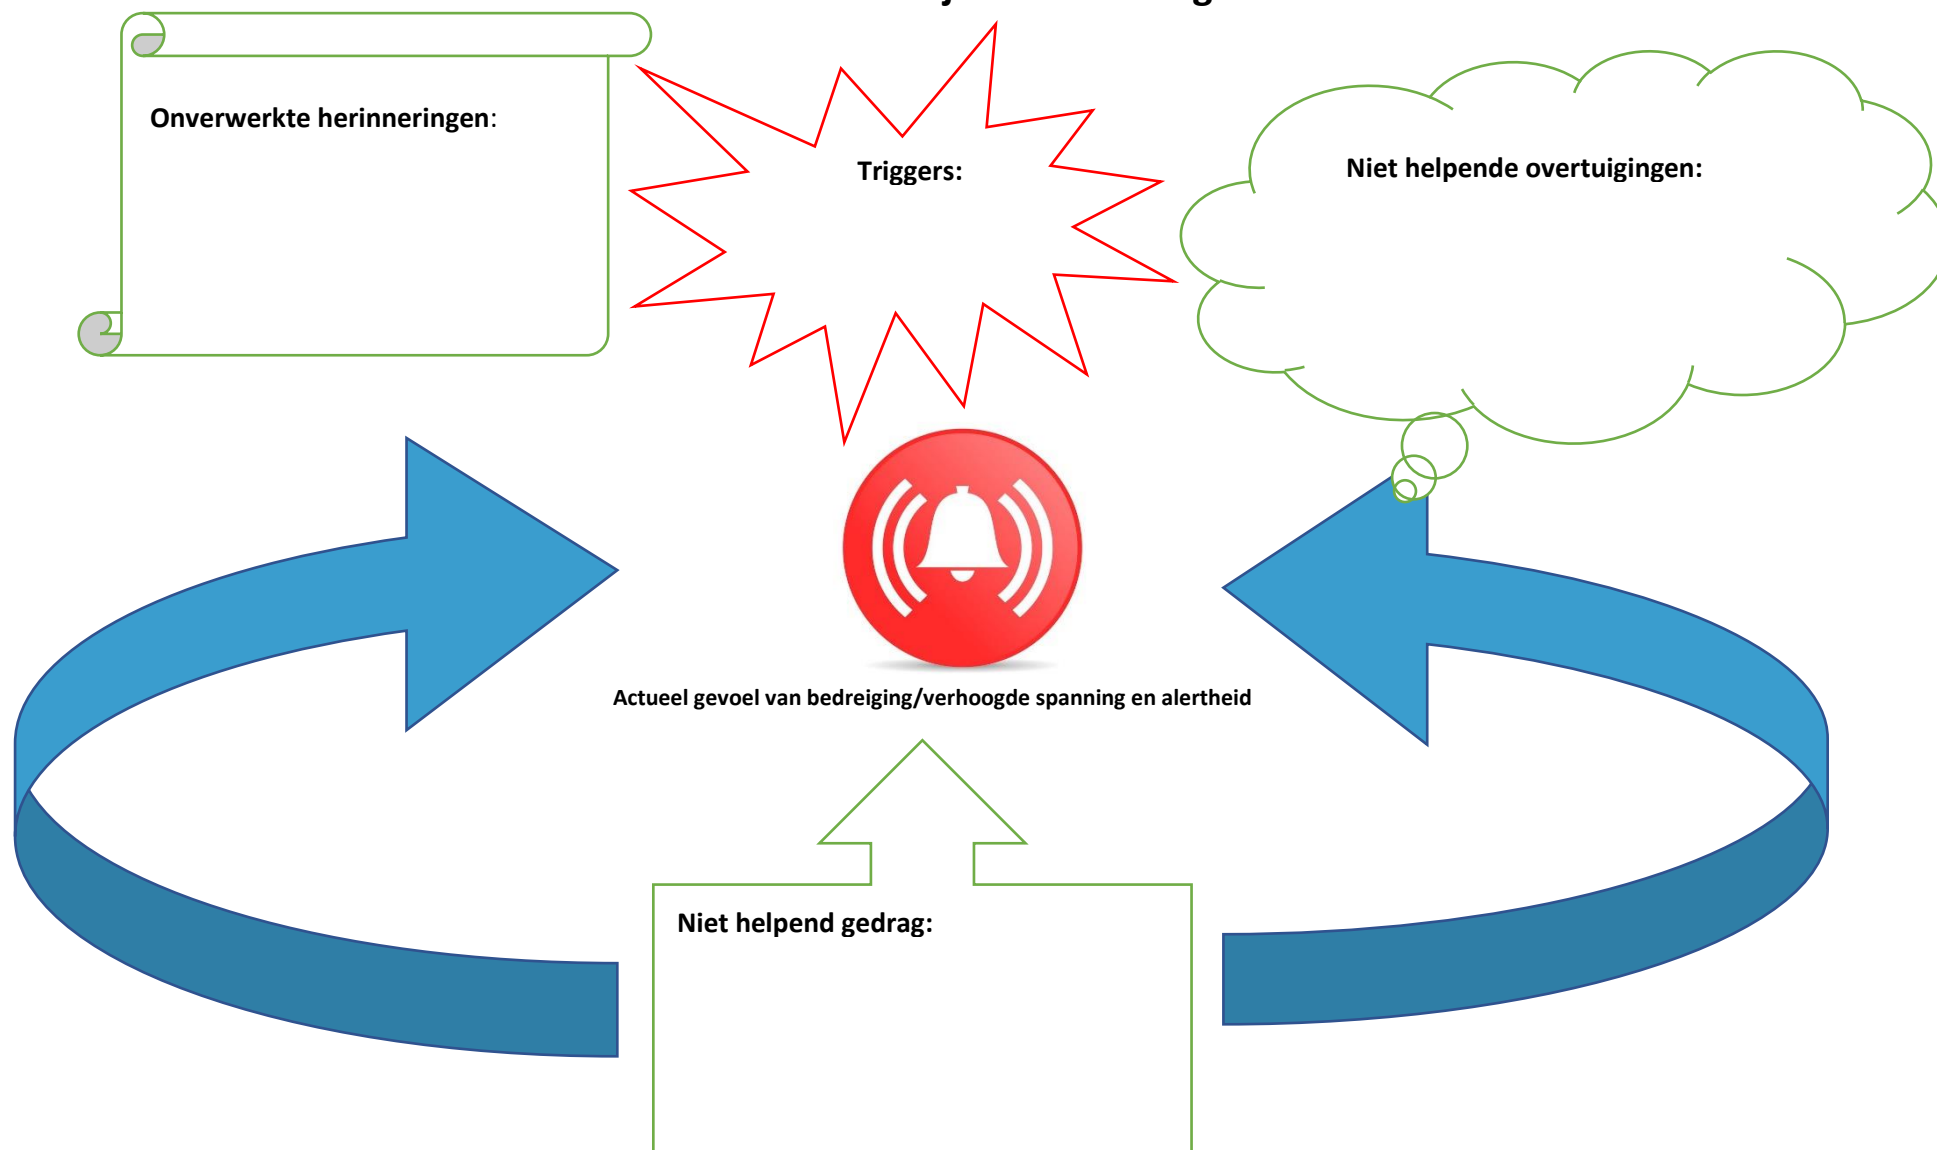 Onverwerkte herinneringen:
Triggers:
Niet helpende overtuigingen:
Actueel gevoel van bedreiging/verhoogde spanning en alertheid
Niet helpend gedrag: